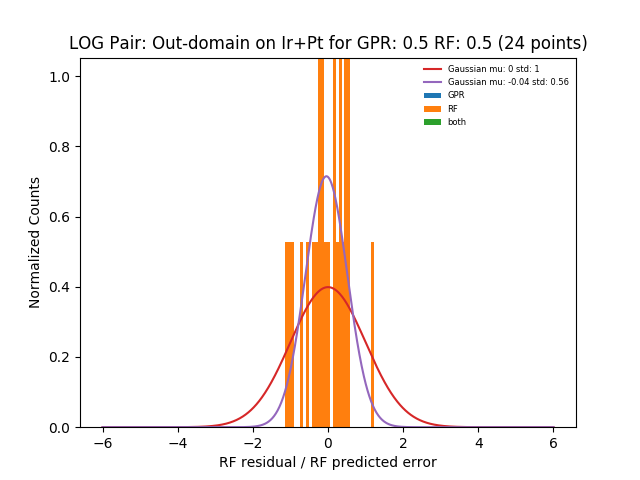 LOG Pair: Out-domain on Ir+Pt for GPR: 0.5 RF: 0.5 (24 points)
Gaussian mu: 0 std: 1
Gaussian mu: -0.04 std: 0.56
GPR
RF
both
Normalized Counts
1.0
0.8
0.6
0.4
0.2
0.0
−6
−4
−2
0
2
4
6
RF residual / RF predicted error